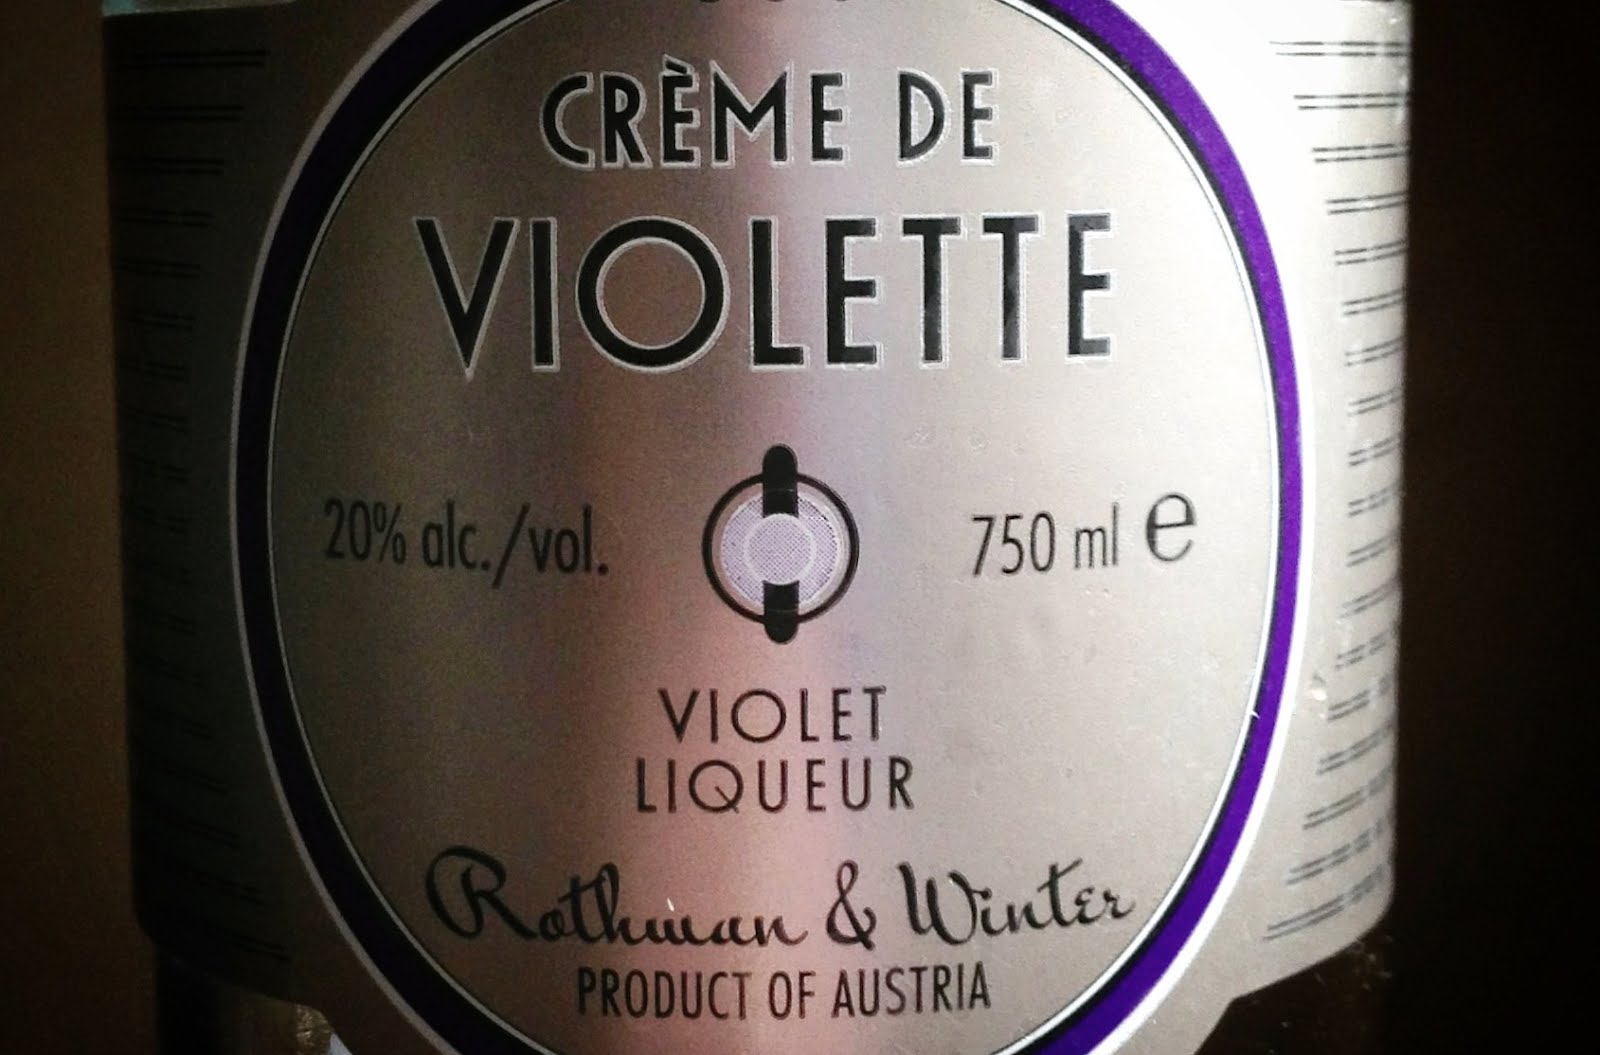 CRÈME DE
VIOLETTE
20% alc./vol.
750 ml e
VIOLET
LIQUEUR
Rothman & Winter
PRODUCT OF AUSTRIA